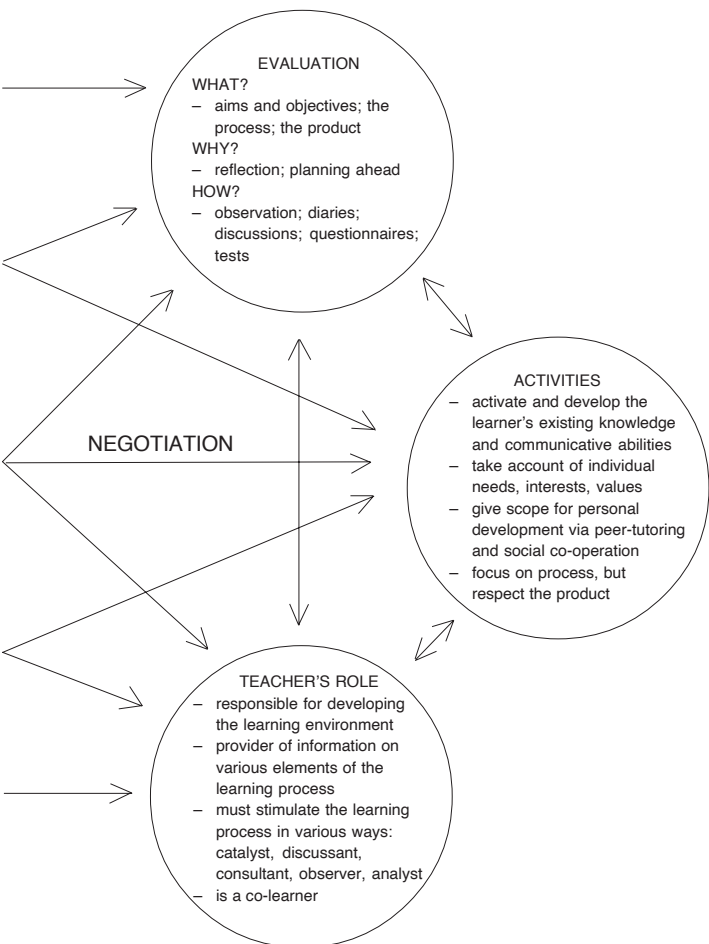 EVALUATION
WHAT?
– aims and objectives; the
process; the product
WHY?
– reflection; planning ahead
HOW?
– observation; diaries;
discussions; questionnaires;
tests
NEGOTIATION
ACTIVITIES
– activate and develop the
learner's existing knowledge
and communicative abilities
– take account of individual
needs, interests, values
– give scope for personal
development via peer-tutoring
and social co-operation
– focus on process, but
respect the product
TEACHER'S ROLE
– responsible for developing
the learning environment
– provider of information on
various elements of the
learning process
– must stimulate the learning
process in various ways:
catalyst, discussant,
consultant, observer, analyst
– is a co-learner